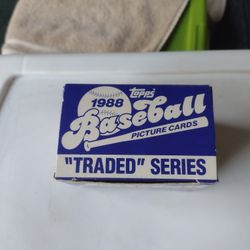 Topps
1988
Baseball
PICTURE CARDS
"TRADED" SERIES